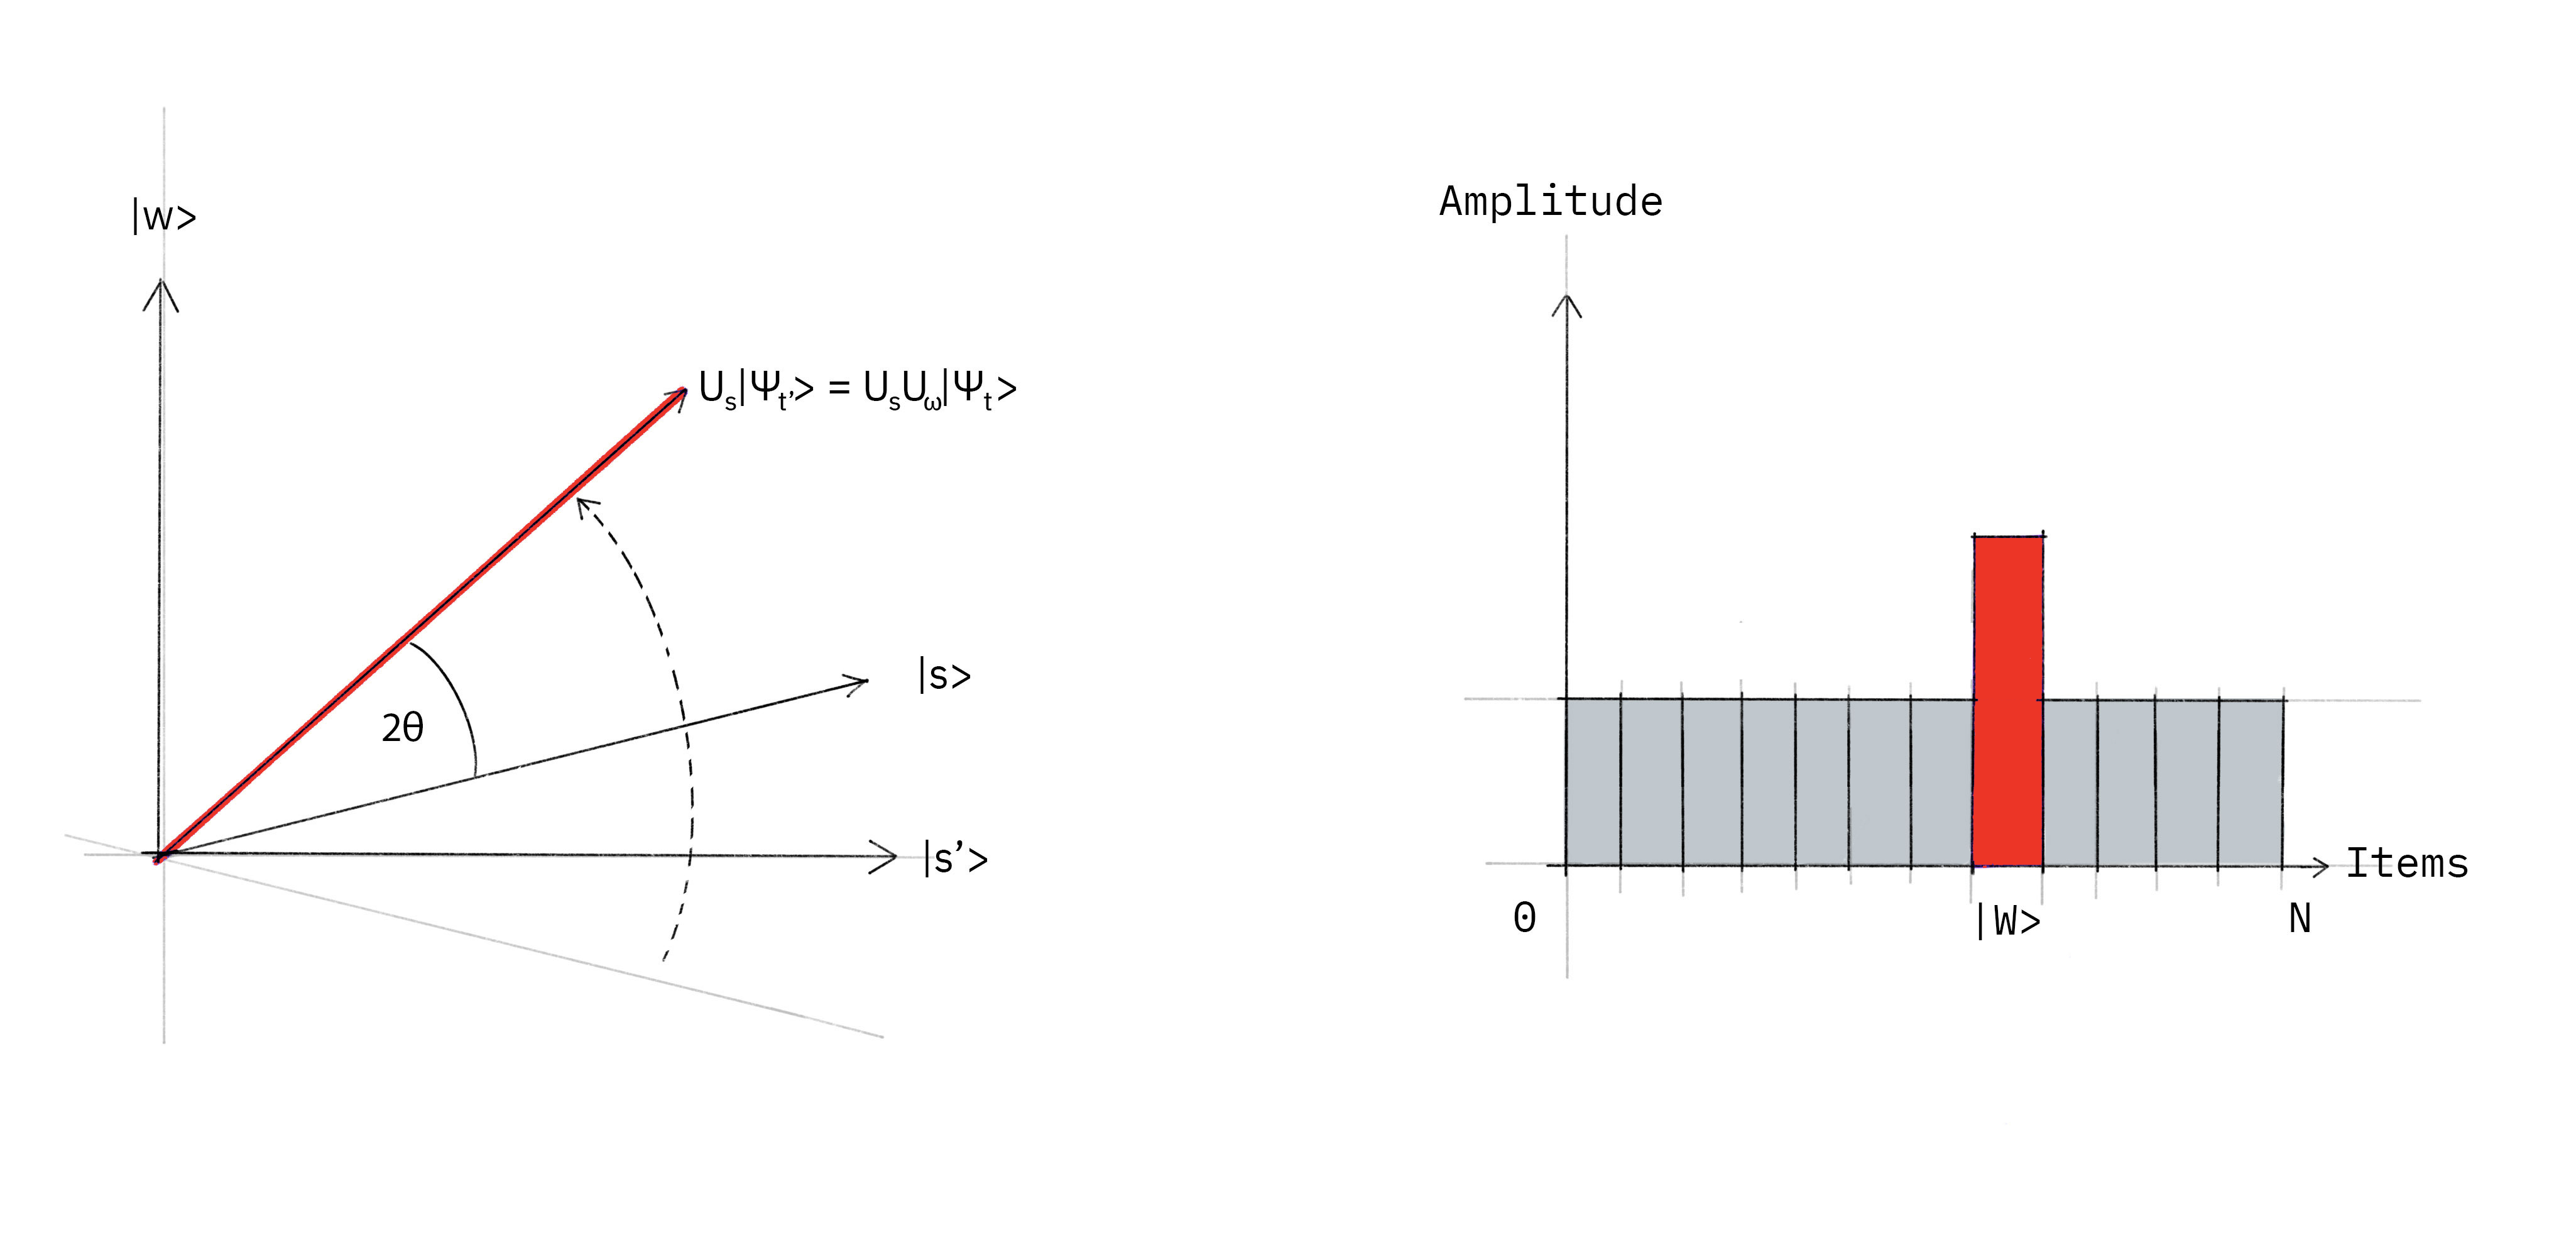 |w>
U_s|Ψ_t'> = U_sU_ω|Ψ_t>
2θ
|s>
|s’>
Amplitude
Items
0
|W>
N